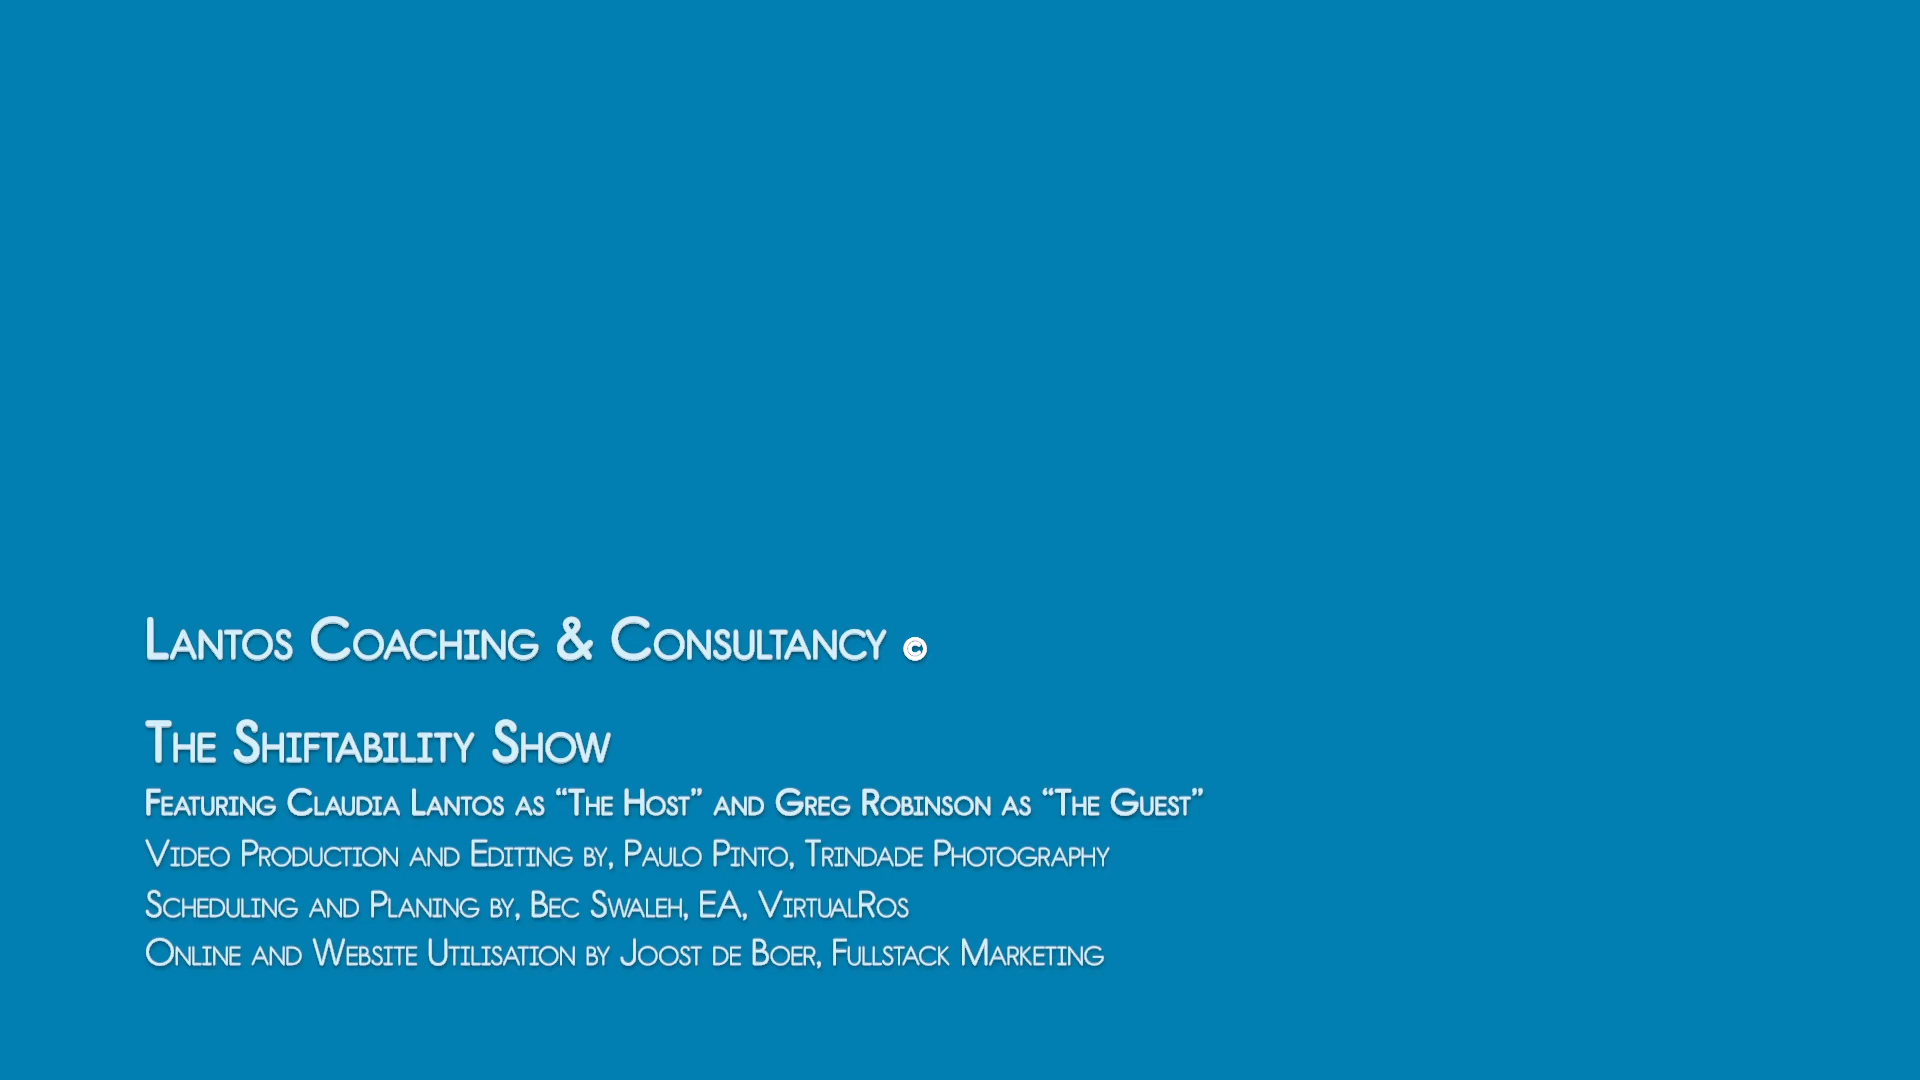 Lantos Coaching & Consultancy ©
The Shiftability Show
Featuring Claudia Lantos as “The Host” and Greg Robinson as “The Guest”
Video Production and Editing by, Paulo Pinto, Trindade Photography
Scheduling and Planing by, Bec Swaleh, EA, VirtualRos
Online and Website Utilisation by Joost de Boer, Fullstack Marketing